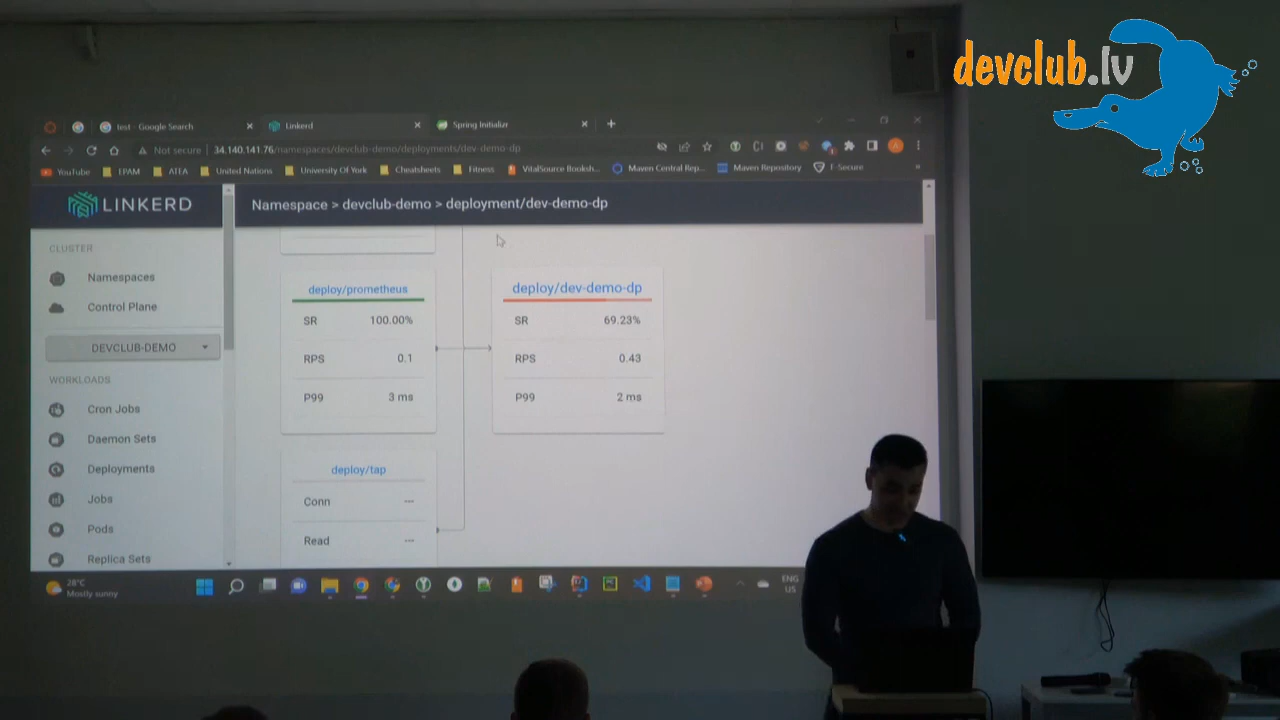 devclub.lv
test - Google Search
Linkerd
Spring Initializr
Not secure
34.140.141.76/namespaces/devclub-demo/deployments/dev-demo-dp
YouTube
EPAM
ATEA
United Nations
University Of York
Cheatsheets
Fitness
VitalSource Booksh...
Maven Central Rep...
Maven Repository
F-Secure
»
LINKERD
Namespace > devclub-demo > deployment/dev-demo-dp
CLUSTER
Namespaces
Control Plane
DEVCLUB-DEMO
WORKLOADS
Cron Jobs
Daemon Sets
Deployments
Jobs
Pods
Replica Sets
deploy/prometheus
SR 100.00%
RPS 0.1
P99 3 ms
deploy/tap
Conn ---
Read ---
deploy/dev-demo-dp
SR 69.23%
RPS 0.43
P99 2 ms
28°C
Mostly sunny
ENG
US